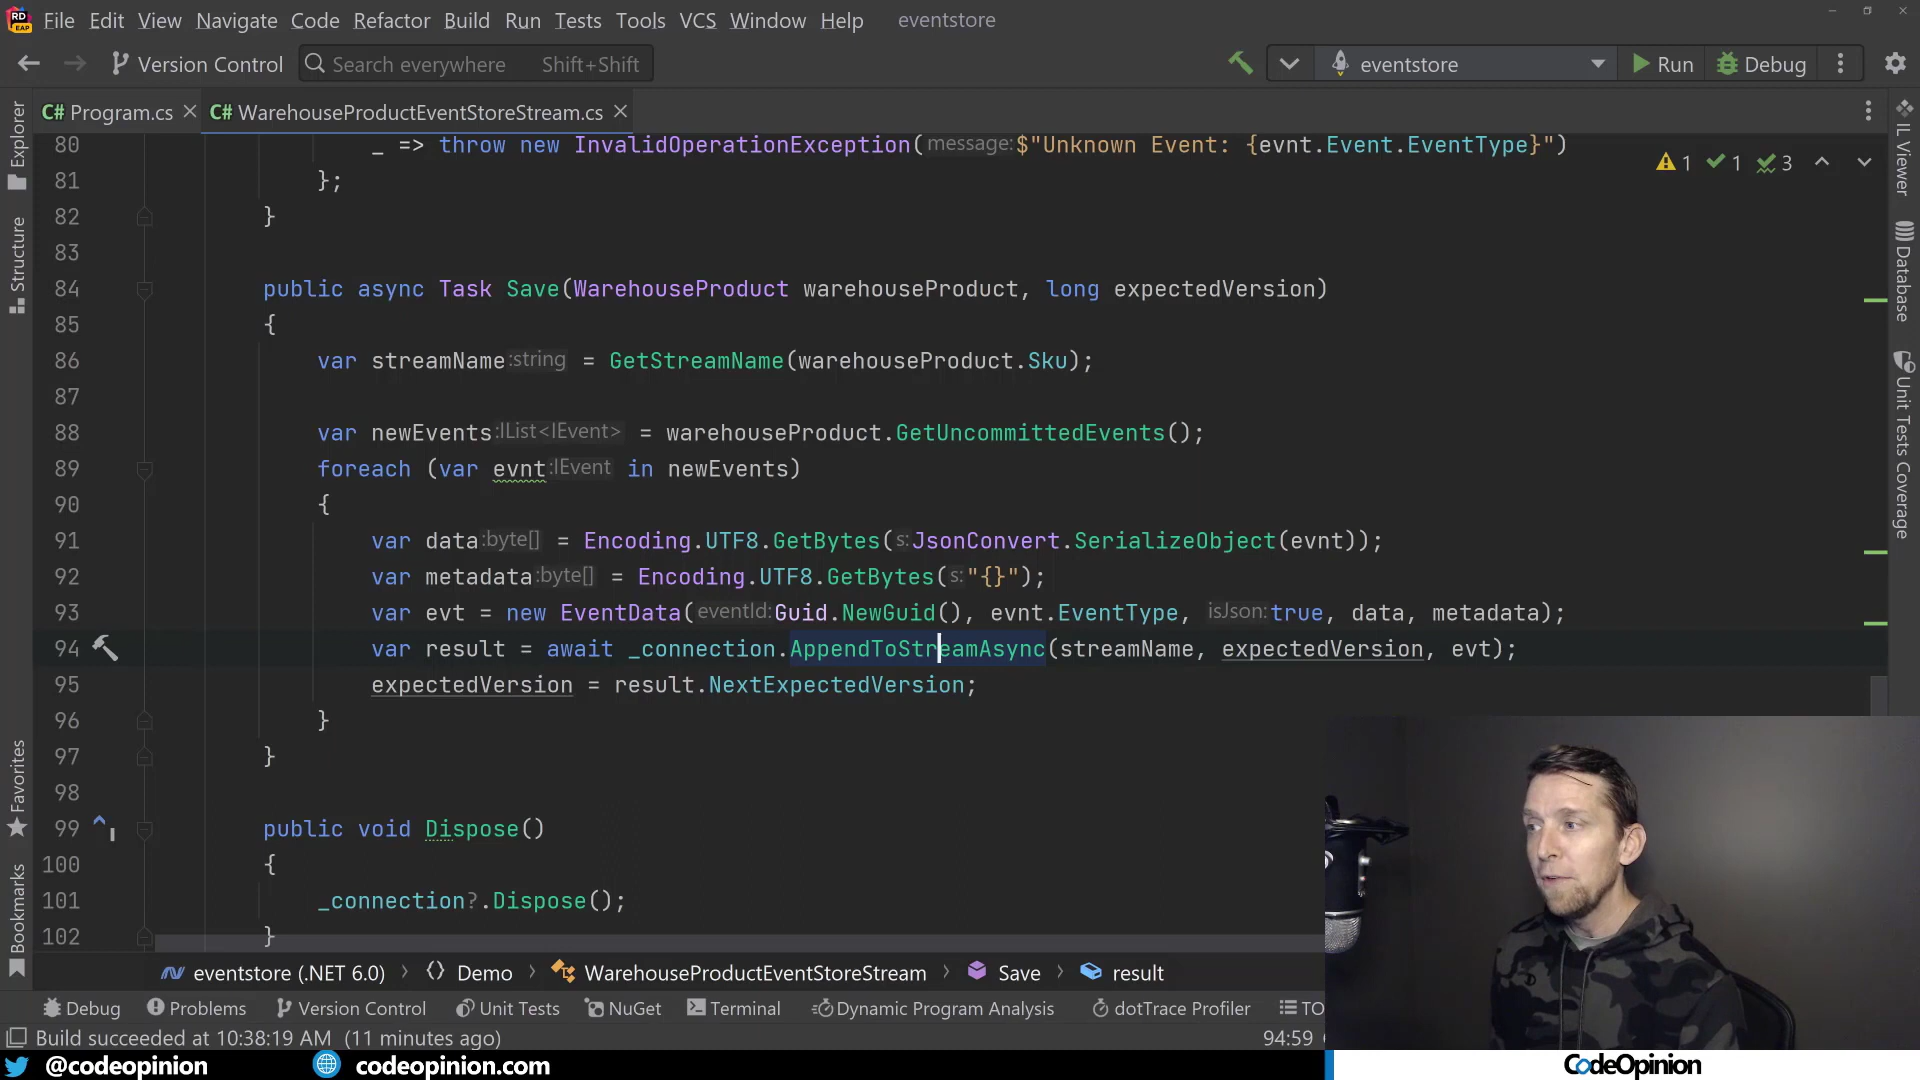 RD EAP File Edit View Navigate Code Refactor Build Run Tests Tools VCS Window Help eventstore
Version Control Search everywhere Shift+Shift eventstore Run Debug
C# Program.cs C# WarehouseProductEventStoreStream.cs
80 _ => throw new InvalidOperationException(message:$"Unknown Event: {evnt.Event.EventType}")
1 1 3
81 };
82 }
83
84 public async Task Save(WarehouseProduct warehouseProduct, long expectedVersion)
85 {
86 var streamName:string = GetStreamName(warehouseProduct.Sku);
87
88 var newEvents:IList<IEvent> = warehouseProduct.GetUncommittedEvents();
89 foreach (var evnt:IEvent in newEvents)
90 {
91 var data:byte[] = Encoding.UTF8.GetBytes(s:JsonConvert.SerializeObject(evnt));
92 var metadata:byte[] = Encoding.UTF8.GetBytes(s:"{}");
93 var evt = new EventData(eventId:Guid.NewGuid(), evnt.EventType, isJson:true, data, metadata);
94 var result = await _connection.AppendToStreamAsync(streamName, expectedVersion, evt);
95 expectedVersion = result.NextExpectedVersion;
96 }
97 }
98
99 public void Dispose()
100 {
101 _connection?.Dispose();
102 }
Explorer
Structure
Favorites
Bookmarks
IL Viewer
Database
Unit Tests Coverage
eventstore (.NET 6.0) Demo WarehouseProductEventStoreStream Save result
Debug Problems Version Control Unit Tests NuGet Terminal Dynamic Program Analysis dotTrace Profiler TO
Build succeeded at 10:38:19 AM (11 minutes ago) 94:59
@codeopinion codeopinion.com CodeOpinion